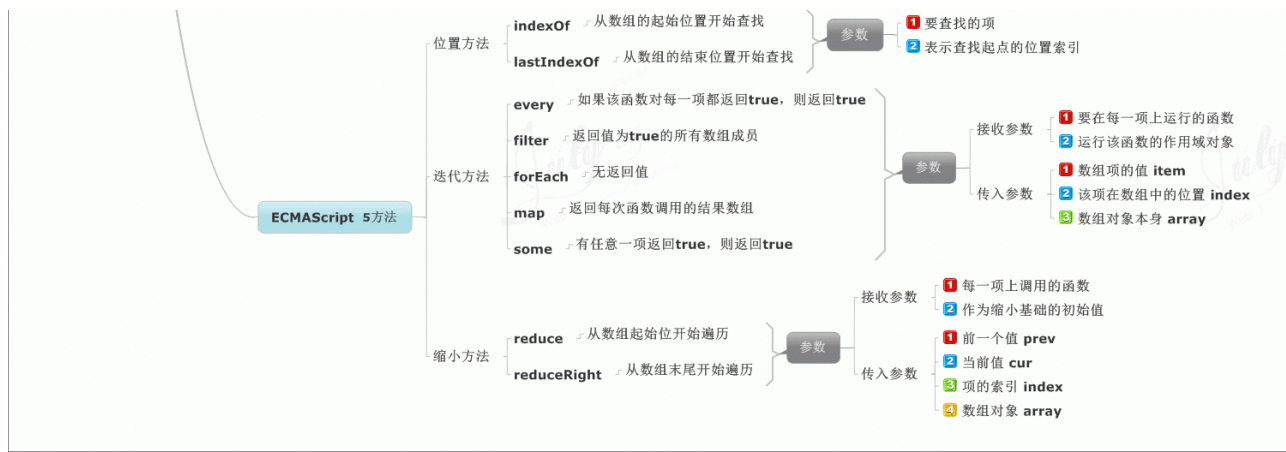 ECMAScript 5方法
位置方法
indexOf 从数组的起始位置开始查找
lastIndexOf 从数组的结束位置开始查找
参数
1 要查找的项
2 表示查找起点的位置索引
迭代方法
every 如果该函数对每一项都返回true，则返回true
filter 返回值为true的所有数组成员
forEach 无返回值
map 返回每次函数调用的结果数组
some 有任意一项返回true，则返回true
参数
接收参数
1 要在每一项上运行的函数
2 运行该函数的作用域对象
传入参数
1 数组项的值 item
2 该项在数组中的位置 index
3 数组对象本身 array
缩小方法
reduce 从数组起始位开始遍历
reduceRight 从数组末尾开始遍历
参数
接收参数
1 每一项上调用的函数
2 作为缩小基础的初始值
传入参数
1 前一个值 prev
2 当前值 cur
3 项的索引 index
4 数组对象 array